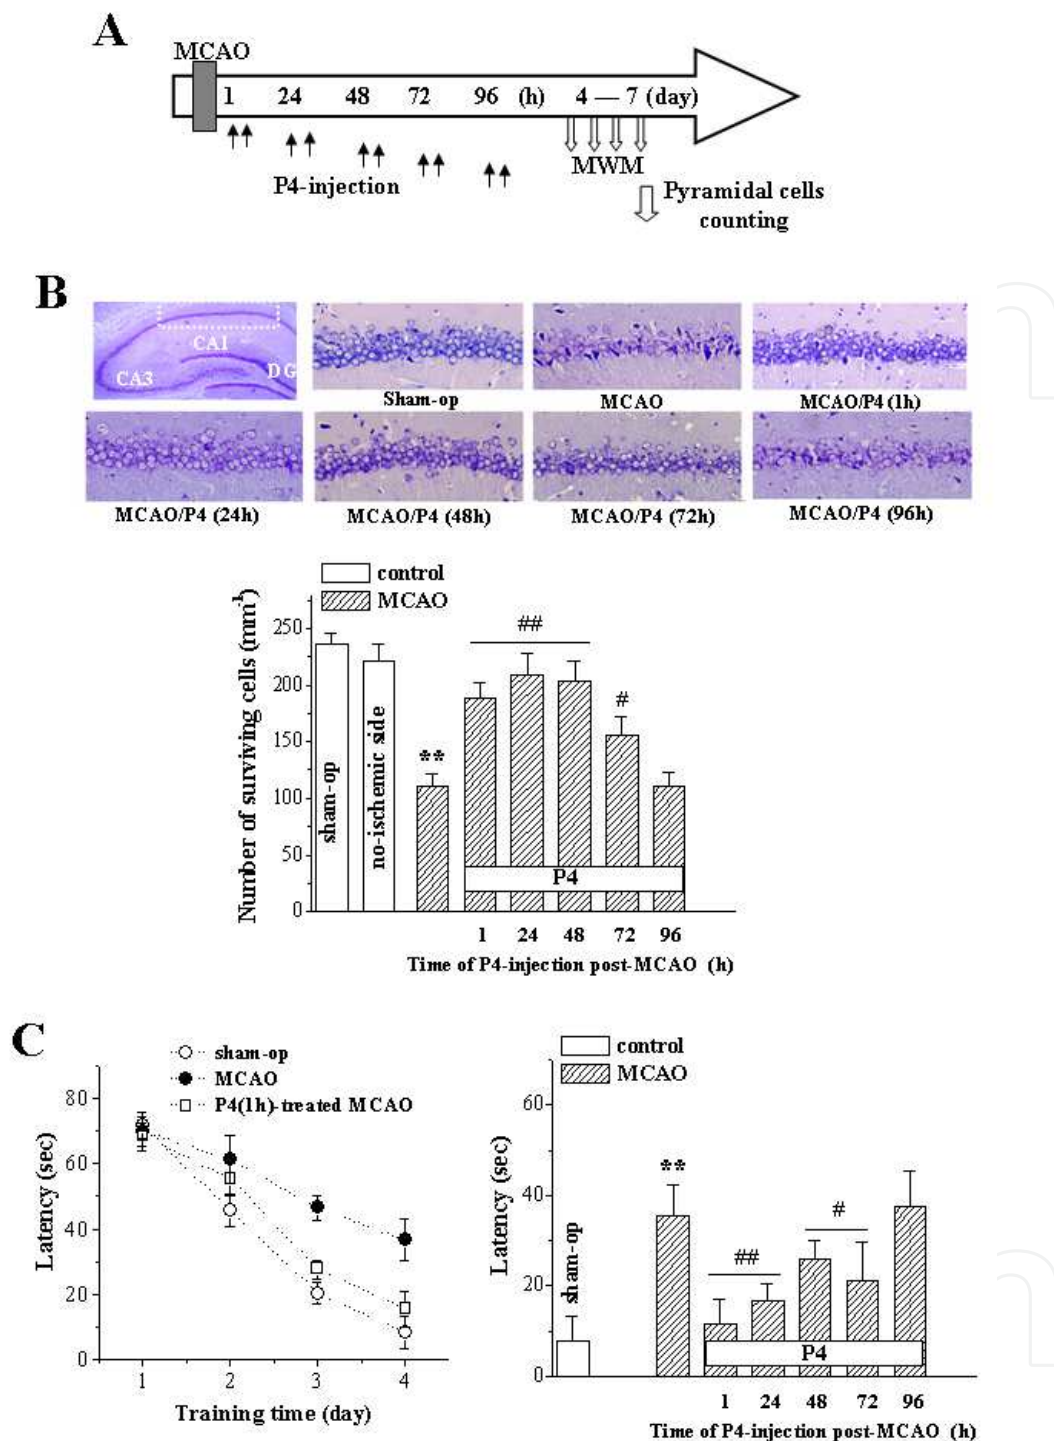 A
MCAO
1 24 48 72 96 (h) 4 — 7 (day)
P4-injection
MWM
Pyramidal cells
counting
B
CA1
CA3
DG
Sham-op
MCAO
MCAO/P4 (1h)
MCAO/P4 (24h)
MCAO/P4 (48h)
MCAO/P4 (72h)
MCAO/P4 (96h)
control
MCAO
Number of surviving cells (mm⁻¹)
250
200
150
100
50
0
sham-op
no-ischemic side
**
##
#
P4
1 24 48 72 96
Time of P4-injection post-MCAO (h)
C
sham-op
MCAO
P4(1h)-treated MCAO
Latency (sec)
80
60
40
20
0
1 2 3 4
Training time (day)
control
MCAO
Latency (sec)
60
40
20
0
sham-op
**
##
#
P4
1 24 48 72 96
Time of P4-injection post-MCAO (h)